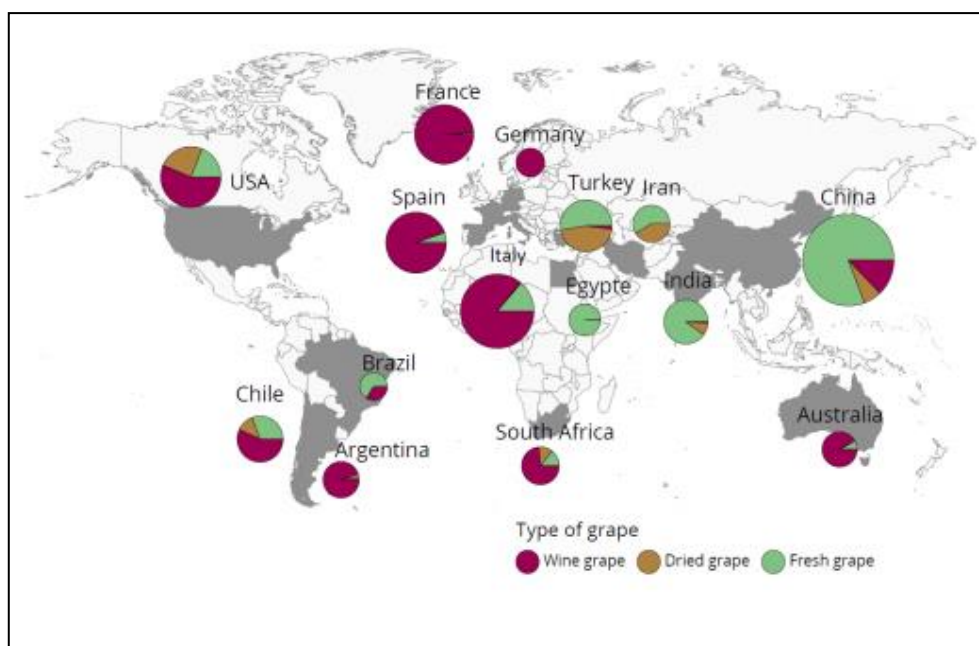 France
Germany
USA
Spain
Turkey
Iran
China
Italy
Egypte
India
Brazil
Chile
Argentina
South Africa
Australia
Type of grape
Wine grape
Dried grape
Fresh grape